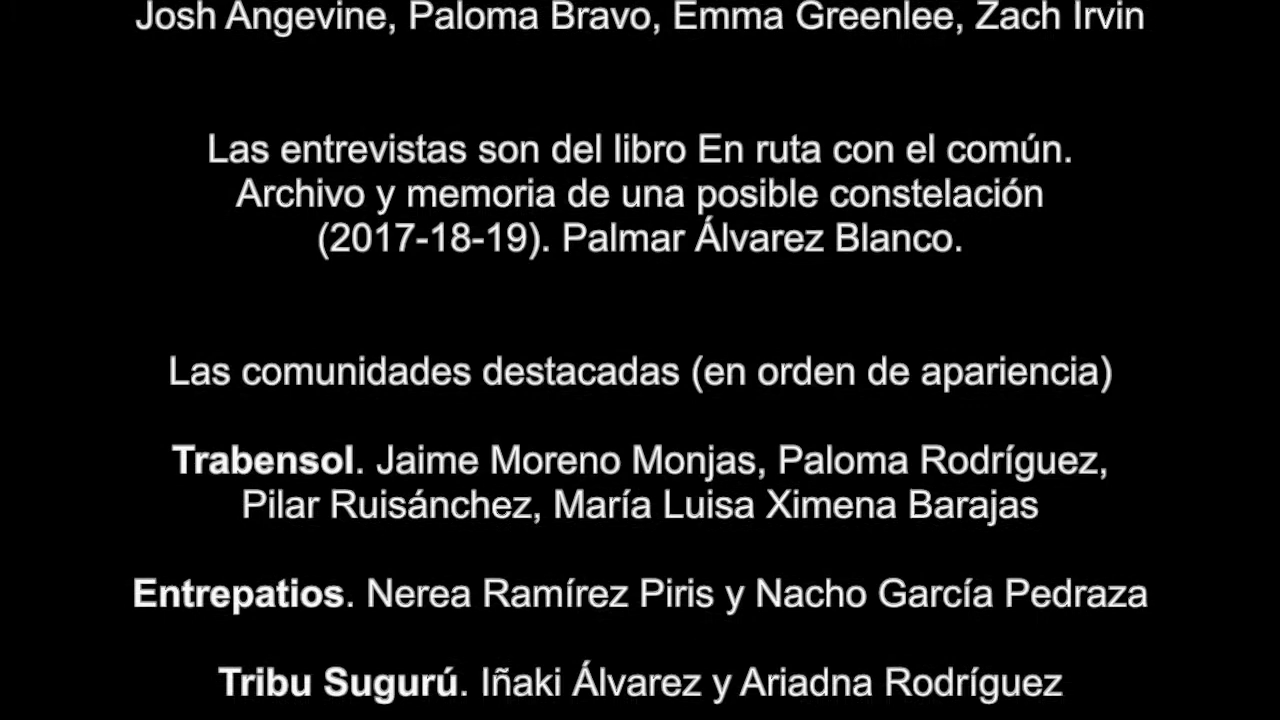 Josh Angevine, Paloma Bravo, Emma Greenlee, Zach Irvin
Las entrevistas son del libro En ruta con el común.
Archivo y memoria de una posible constelación
(2017-18-19). Palmar Álvarez Blanco.
Las comunidades destacadas (en orden de apariencia)
Trabensol. Jaime Moreno Monjas, Paloma Rodríguez,
Pilar Ruisánchez, María Luisa Ximena Barajas
Entrepatios. Nerea Ramírez Piris y Nacho García Pedraza
Tribu Sugurú. Iñaki Álvarez y Ariadna Rodríguez